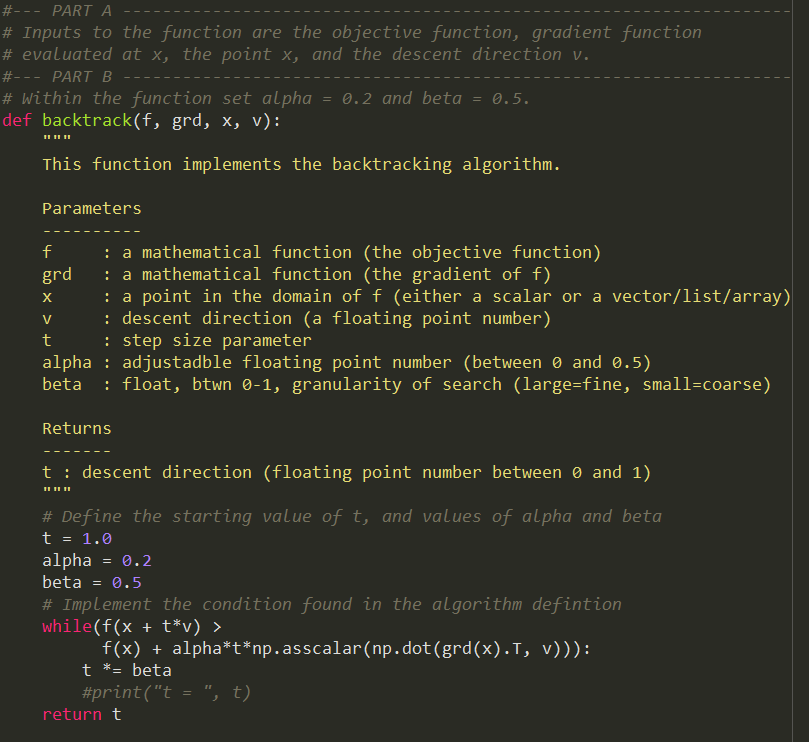 #--- PART A -------------------------------------------------------------------
# Inputs to the function are the objective function, gradient function
# evaluated at x, the point x, and the descent direction v.
#--- PART B -------------------------------------------------------------------
# Within the function set alpha = 0.2 and beta = 0.5.
def backtrack(f, grd, x, v):
    """
    This function implements the backtracking algorithm.

    Parameters
    ----------
    f     : a mathematical function (the objective function)
    grd   : a mathematical function (the gradient of f)
    x     : a point in the domain of f (either a scalar or a vector/list/array)
    v     : descent direction (a floating point number)
    t     : step size parameter
    alpha : adjustadble floating point number (between 0 and 0.5)
    beta  : float, btwn 0-1, granularity of search (large=fine, small=coarse)

    Returns
    -------
    t : descent direction (floating point number between 0 and 1)
    """
    # Define the starting value of t, and values of alpha and beta
    t = 1.0
    alpha = 0.2
    beta = 0.5
    # Implement the condition found in the algorithm defintion
    while(f(x + t*v) >
          f(x) + alpha*t*np.asscalar(np.dot(grd(x).T, v))):
        t *= beta
        #print("t = ", t)
    return t